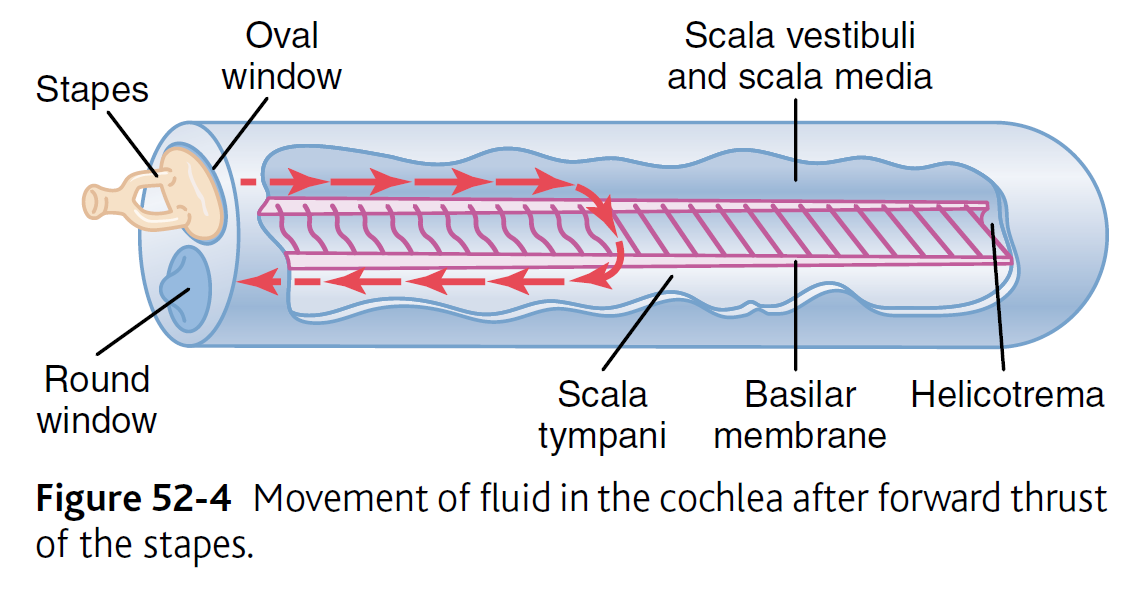 Oval
window
Scala vestibuli
and scala media
Stapes
Round
window
Scala
tympani
Basilar
membrane
Helicotrema
Figure 52-4 Movement of fluid in the cochlea after forward thrust
of the stapes.